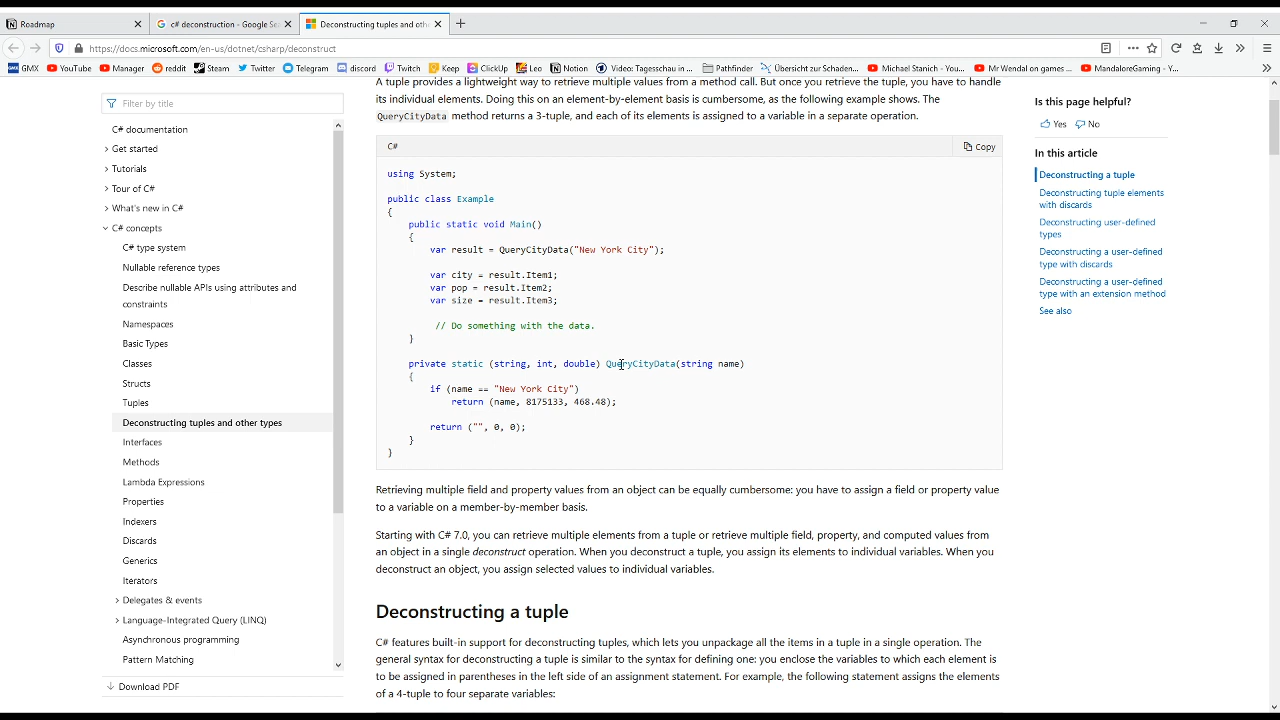 Roadmap
c# deconstruction - Google Se
Deconstructing tuples and oth
https://docs.microsoft.com/en-us/dotnet/csharp/deconstruct
GMX YouTube Manager reddit Steam Twitter Telegram discord Twitch Keep ClickUp Lo Notion Video: Tagesschau in ... Pathfinder Übersicht zu Schaden... Michael Stanich - You... Mr Wendal on games ... MandaloreGaming - Y...
Filter by title
C# documentation
Get started
Tutorials
Tour of C#
What's new in C#
C# concepts
C# type system
Nullable reference types
Describe nullable APIs using attributes and
constraints
Namespaces
Basic Types
Classes
Structs
Tuples
Deconstructing tuples and other types
Interfaces
Methods
Lambda Expressions
Properties
Indexers
Discards
Generics
Iterators
Delegates & events
Language-Integrated Query (LINQ)
Asynchronous programming
Pattern Matching
Download PDF
A tuple provides a lightweight way to retrieve multiple values from a method call. But once you retrieve the tuple, you have to handle
its individual elements. Doing this on an element-by-element basis is cumbersome, as the following example shows. The
QueryCityData method returns a 3-tuple, and each of its elements is assigned to a variable in a separate operation.
C#
Copy
using System;
public class Example
{
public static void Main()
{
var result = QueryCityData("New York City");
var city = result.Item1;
var pop = result.Item2;
var size = result.Item3;
// Do something with the data.
}
private static (string, int, double) QueryCityData(string name)
{
if (name == "New York City")
return (name, 8175133, 468.48);
return ("", 0, 0);
}
}
Retrieving multiple field and property values from an object can be equally cumbersome: you have to assign a field or property value
to a variable on a member-by-member basis.
Starting with C# 7.0, you can retrieve multiple elements from a tuple or retrieve multiple field, property, and computed values from
an object in a single deconstruct operation. When you deconstruct a tuple, you assign its elements to individual variables. When you
deconstruct an object, you assign selected values to individual variables.
Deconstructing a tuple
C# features built-in support for deconstructing tuples, which lets you unpackage all the items in a tuple in a single operation. The
general syntax for deconstructing a tuple is similar to the syntax for defining one: you enclose the variables to which each element is
to be assigned in parentheses in the left side of an assignment statement. For example, the following statement assigns the elements
of a 4-tuple to four separate variables:
Is this page helpful?
Yes No
In this article
Deconstructing a tuple
Deconstructing tuple elements
with discards
Deconstructing user-defined
types
Deconstructing a user-defined
type with discards
Deconstructing a user-defined
type with an extension method
See also